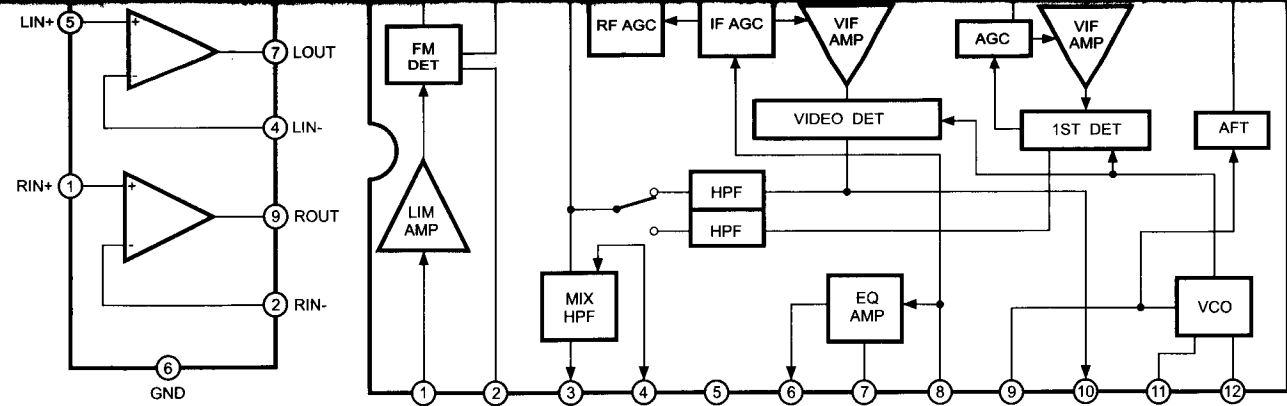 LIN+ 5
+
-
7 LOUT
4 LIN-
RIN+ 1
+
-
9 ROUT
2 RIN-
6
GND
FM
DET
LIM
AMP
RF AGC
IF AGC
VIF
AMP
VIDEO DET
AGC
VIF
AMP
1ST DET
AFT
HPF
HPF
MIX
HPF
EQ
AMP
VCO
1 2 3 4 5 6 7 8 9 10 11 12